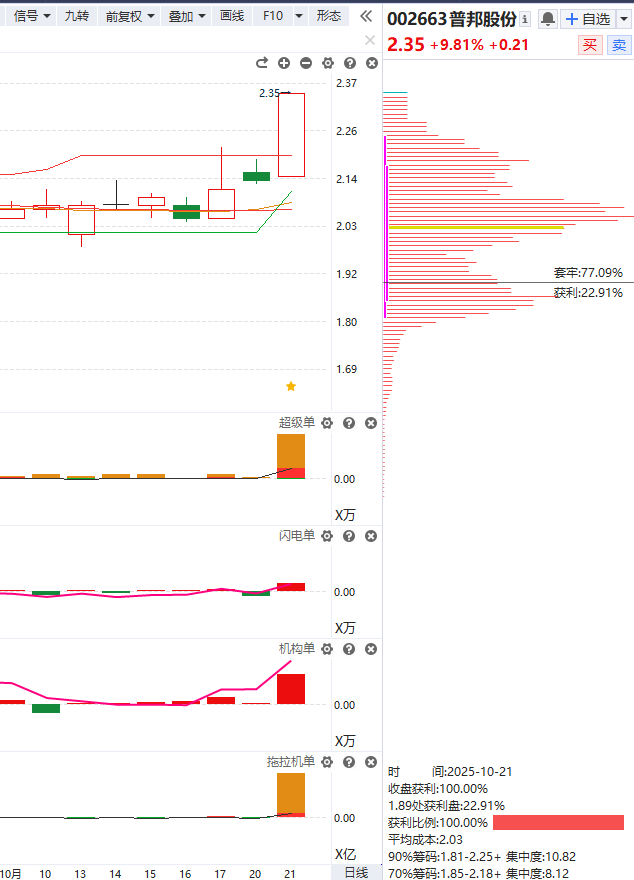 信号 九转 前复权 叠加 画线 F10 形态
002663普邦股份
自选
2.35 +9.81% +0.21
买 卖
2.37
2.35
2.26
2.14
2.03
1.92
1.80
1.69
套牢:77.09%
获利:22.91%
超级单
0.00
X万
闪电单
0.00
X万
机构单
0.00
X万
拖拉机单
0.00
X亿
10月 10 13 14 15 16 17 20 21 日线
时 间:2025-10-21
收盘获利:100.00%
1.89处获利盘:22.91%
获利比例:100.00%
平均成本:2.03
90%筹码:1.81-2.25+ 集中度:10.82
70%筹码:1.85-2.18+ 集中度:8.12